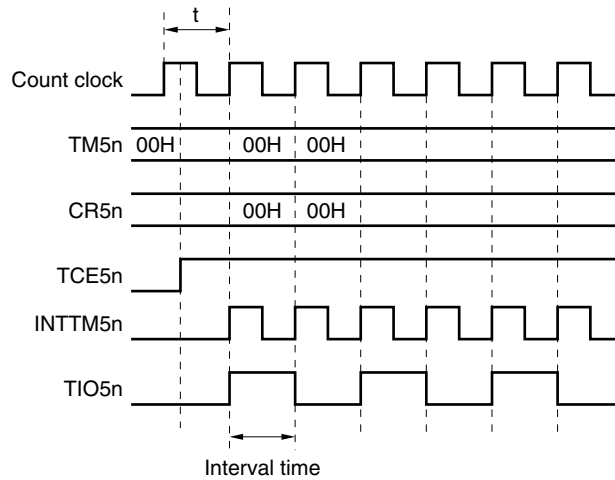 t
Count clock
TM5n 00H 00H 00H
CR5n 00H 00H
TCE5n
INTTM5n
TIO5n
Interval time